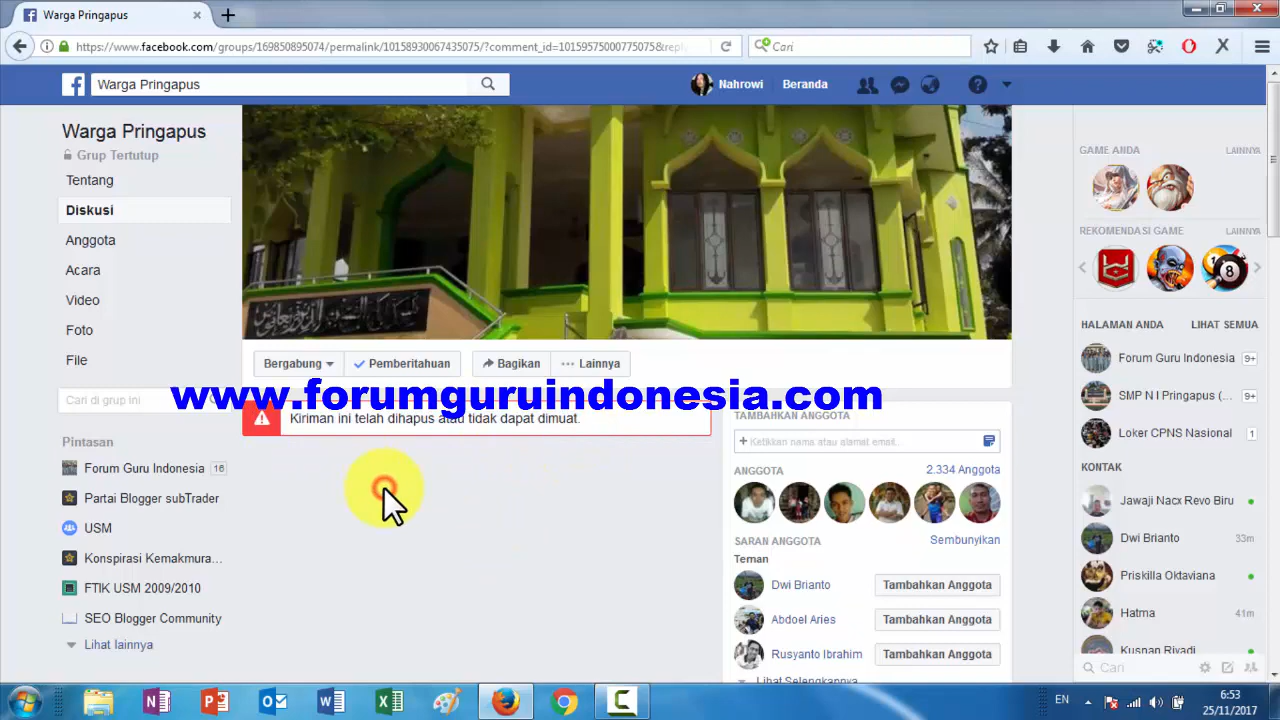 Warga Pringapus
https://www.facebook.com/groups/169850895074/permalink/10158930067435075/?comment_id=10159575000775075&repl
Cari
Warga Pringapus
Nahrowi
Beranda
Warga Pringapus
Grup Tertutup
Tentang
Diskusi
Anggota
Acara
Video
Foto
File
Cari di grup ini
Pintasan
Forum Guru Indonesia 16
Partai Blogger subTrader
USM
Konspirasi Kemakmura...
FTIK USM 2009/2010
SEO Blogger Community
Lihat lainnya
Bergabung
Pemberitahuan
Bagikan
Lainnya
www.forumguruindonesia.com
Kiriman ini telah dihapus atau tidak dapat dimuat.
TAMBAHKAN ANGGOTA
+ Ketikkan nama atau alamat email...
ANGGOTA 2.334 Anggota
SARAN ANGGOTA Sembunyikan
Teman
Dwi Brianto Tambahkan Anggota
Abdoel Aries Tambahkan Anggota
Rusyanto Ibrahim Tambahkan Anggota
Lihat Selengkapnya
GAME ANDA LAINNYA
REKOMENDASI GAME LAINNYA
HALAMAN ANDA LIHAT SEMUA
Forum Guru Indonesia 9+
SMP N I Pringapus (... 9+
Loker CPNS Nasional 1
KONTAK
Jawaji Nacx Revo Biru
Dwi Brianto 33m
Priskilla Oktaviana
Hatma 41m
Kusnan Riyadi
Cari
EN
6:53
25/11/2017